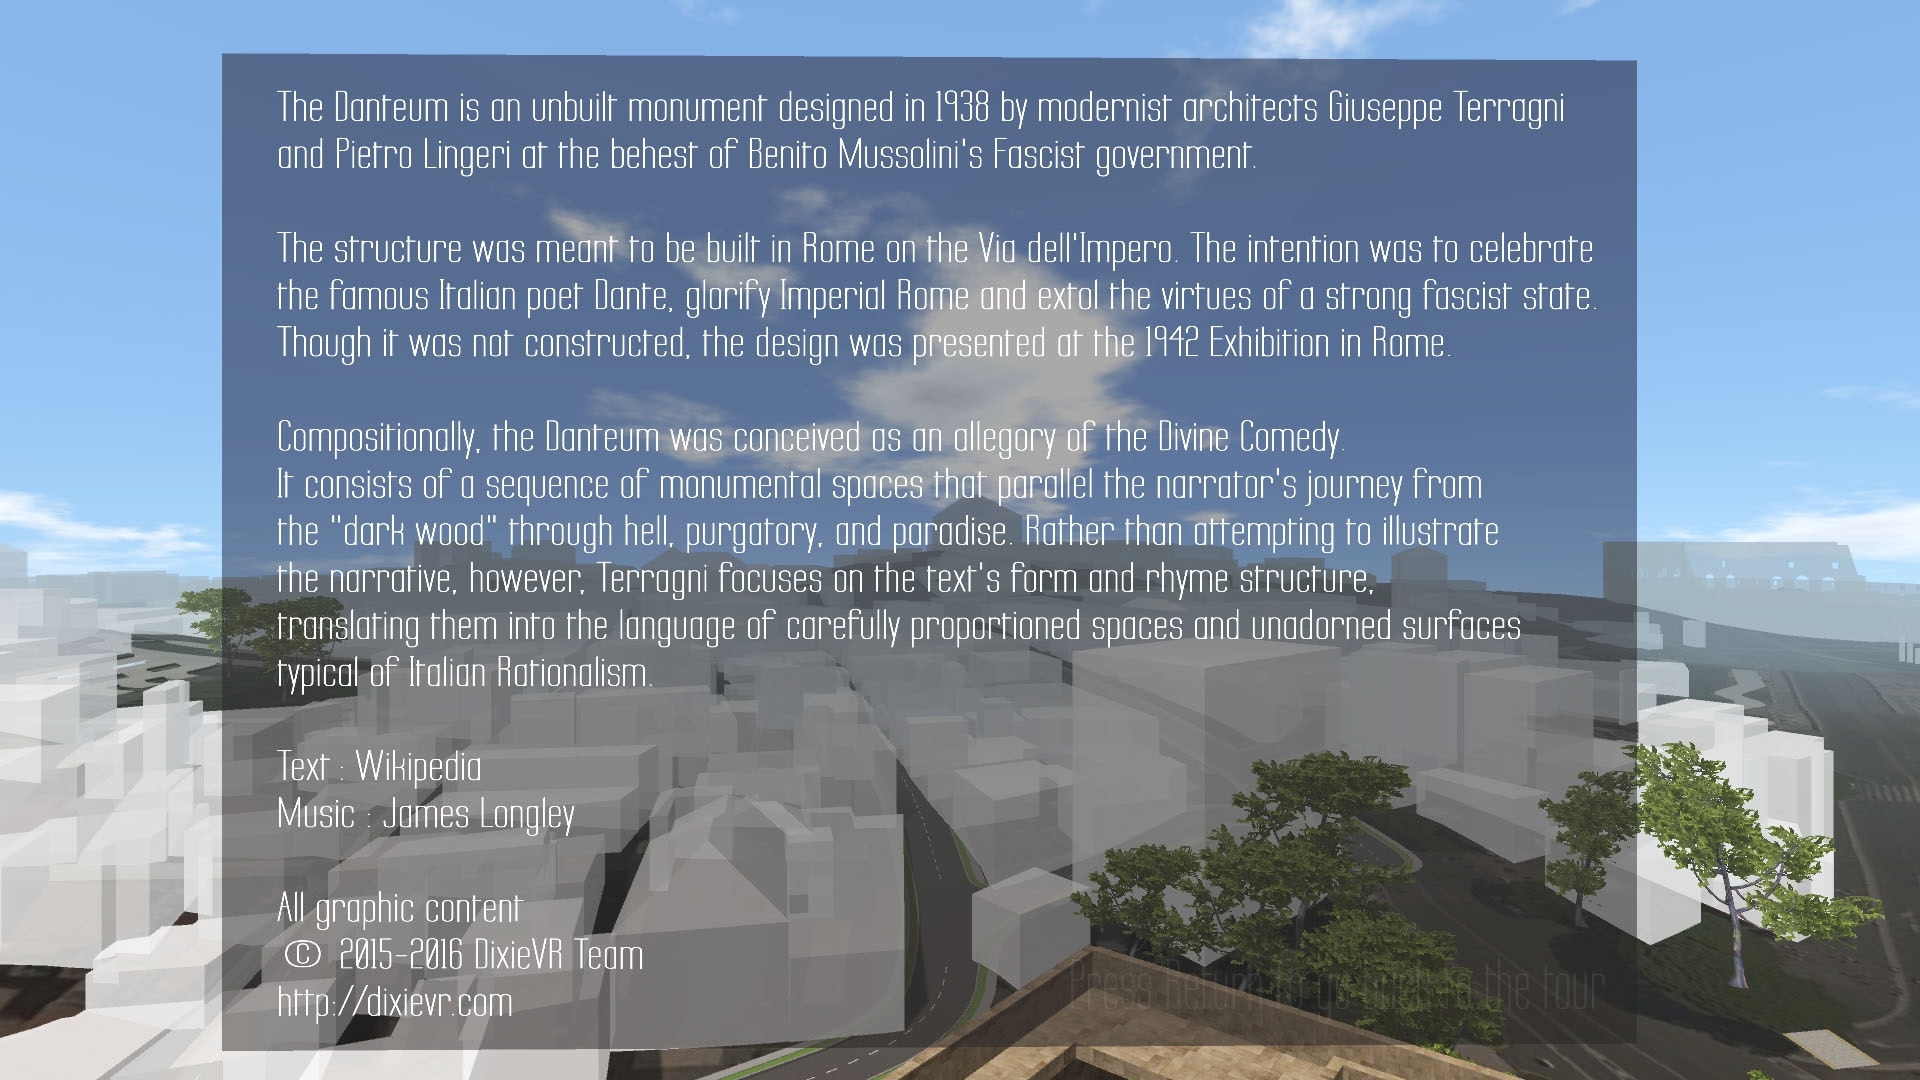 The Danteum is an unbuilt monument designed in 1938 by modernist architects Giuseppe Terragni
and Pietro Lingeri at the behest of Benito Mussolini's Fascist government.
The structure was meant to be built in Rome on the Via dell'Impero. The intention was to celebrate
the famous Italian poet Dante, glorify Imperial Rome and extol the virtues of a strong fascist state.
Though it was not constructed, the design was presented at the 1942 Exhibition in Rome.
Compositionally, the Danteum was conceived as an allegory of the Divine Comedy.
It consists of a sequence of monumental spaces that parallel the narrator's journey from
the "dark wood" through hell, purgatory, and paradise. Rather than attempting to illustrate
the narrative, however, Terragni focuses on the text's form and rhyme structure,
translating them into the language of carefully proportioned spaces and unadorned surfaces
typical of Italian Rationalism.
Text : Wikipedia
Music : James Longley
All graphic content
© 2015-2016 DixieVR Team
http://dixievr.com
Press Return to go back to the tour